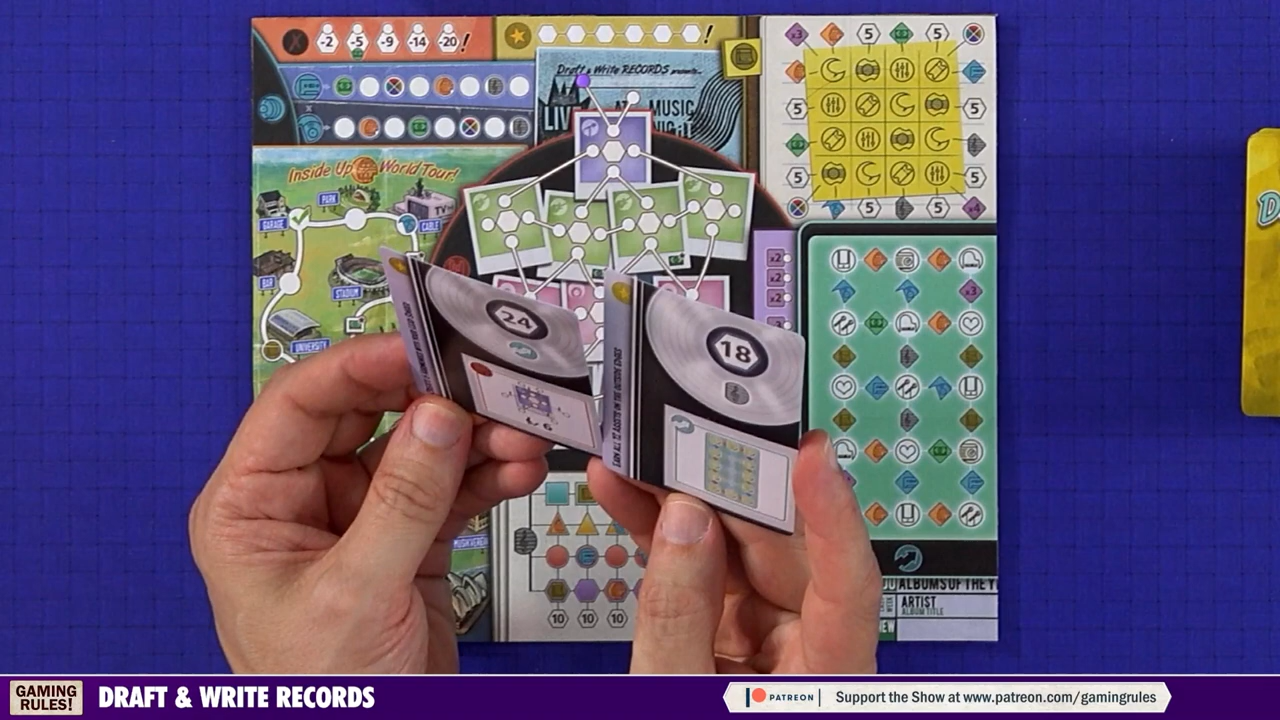 -2 -5 -9 -14 -20 !
!
Draft & Write RECORDS presents...
LIVE
MUSIC
x3 5 5
5 5
5 5
5 5 x4
Inside Up World Tour!
PARK
GARAGE
TV
CABLE
BAR
STADIUM
UNIVERSITY
x2
x2
x2
x3
24
6
18
10 10 10
ALBUMS OF THE Y
WEEK
ARTIST
ALBUM TITLE
GAMING RULES!
DRAFT & WRITE RECORDS
PATREON
Support the Show at www.patreon.com/gamingrules